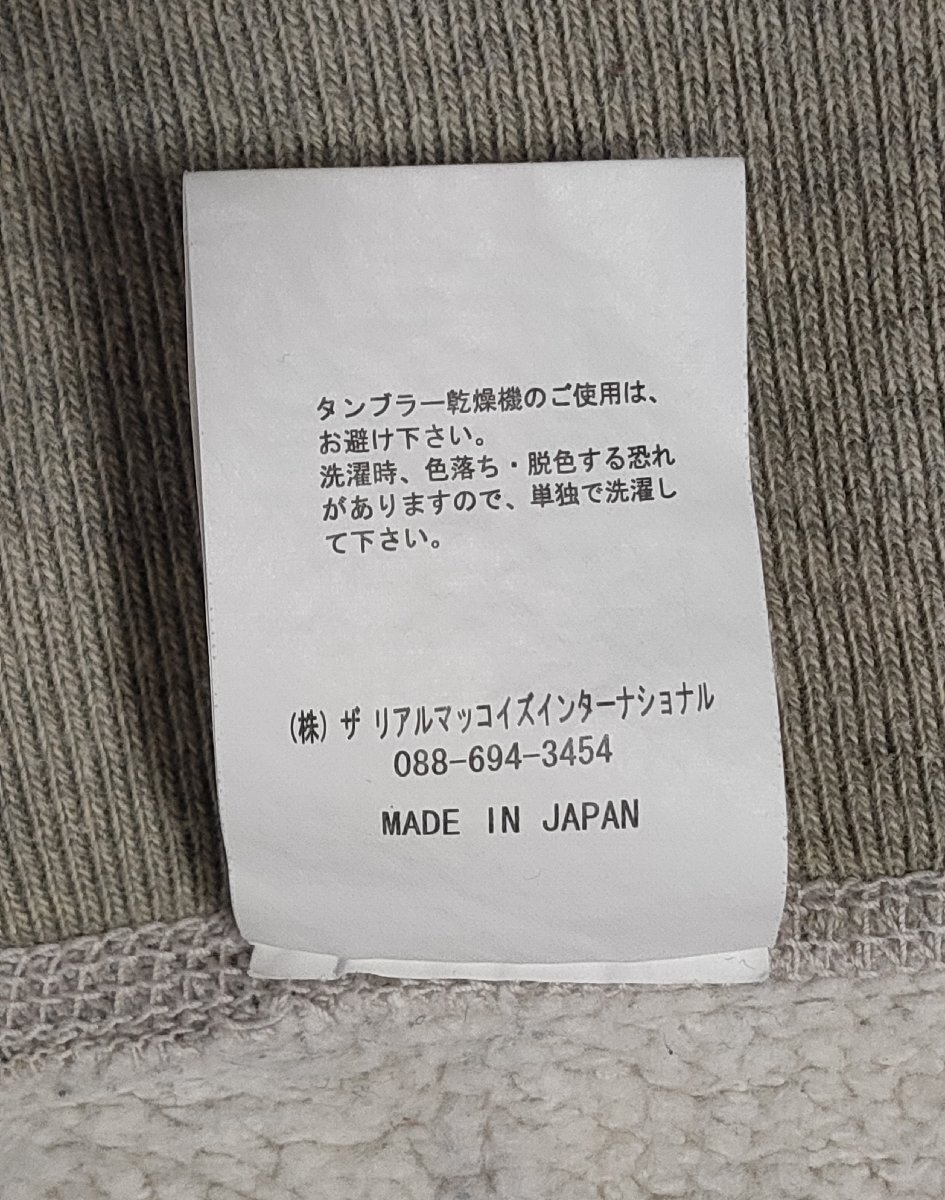 タンブラー乾燥機のご使用は、
お避け下さい。
洗濯時、色落ち・脱色する恐れ
がありますので、単独で洗濯し
て下さい。
(株) ザ リアルマッコイズインターナショナル
088-694-3454
MADE IN JAPAN